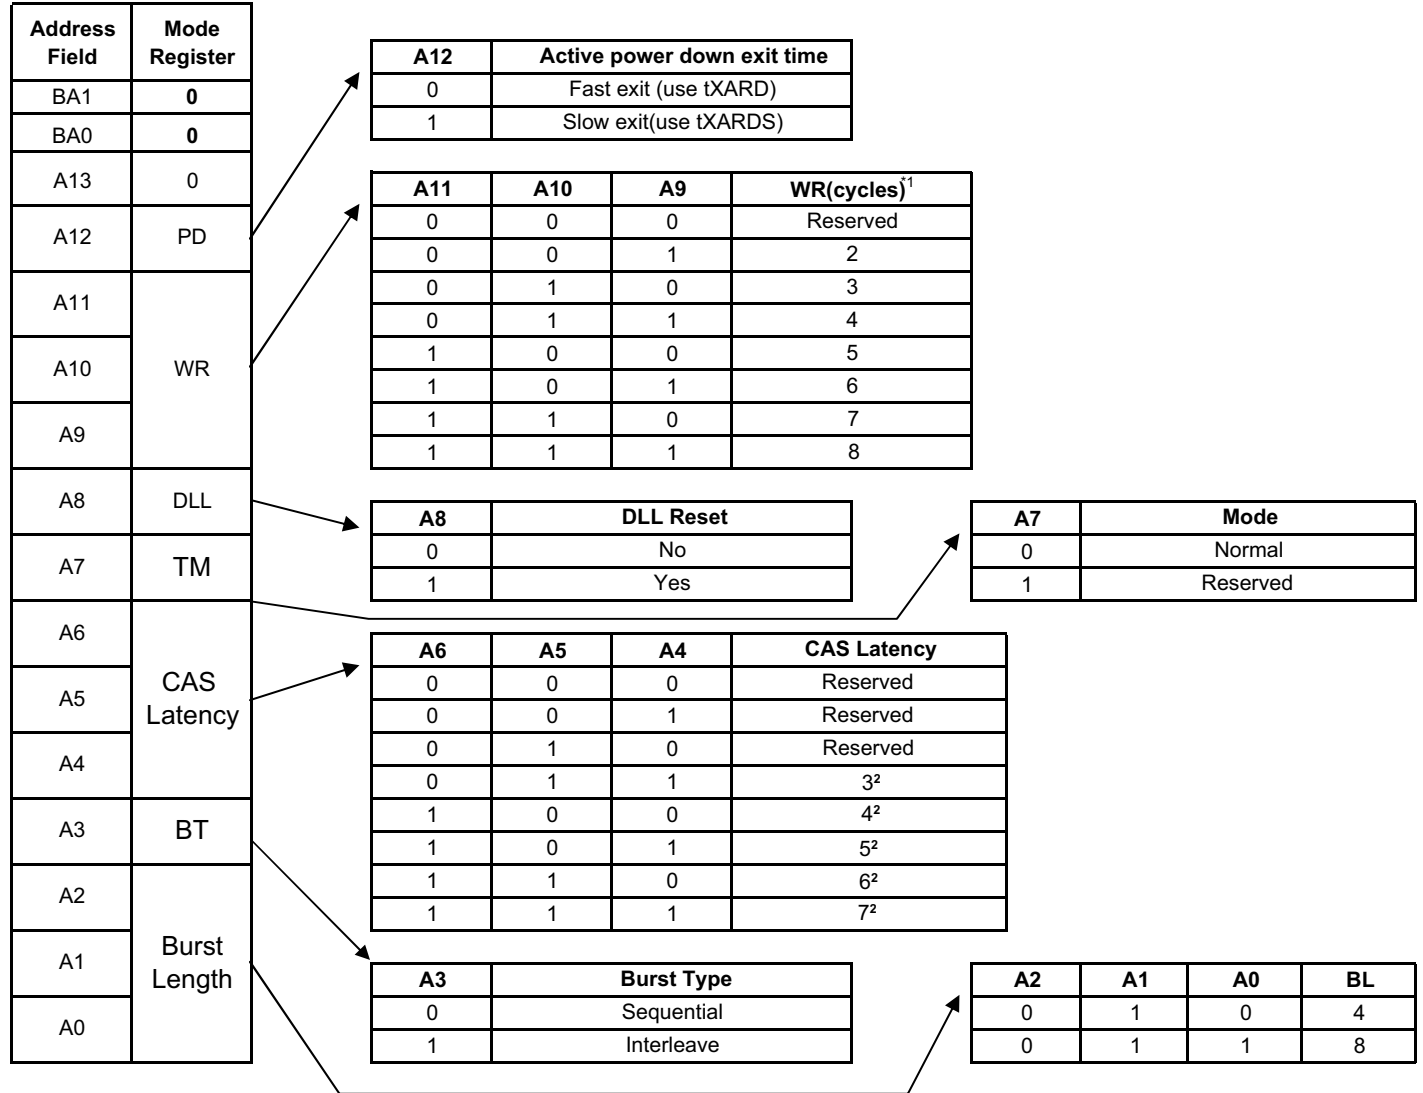 Address Field | Mode Register
BA1 | 0
BA0 | 0
A13 | 0
A12 | PD
A11
A10 | WR
A9
A8 | DLL
A7 | TM
A6
A5 | CAS Latency
A4
A3 | BT
A2
A1 | Burst Length
A0
A12 | Active power down exit time
0 | Fast exit (use tXARD)
1 | Slow exit(use tXARDS)
A11 | A10 | A9 | WR(cycles)*1
0 | 0 | 0 | Reserved
0 | 0 | 1 | 2
0 | 1 | 0 | 3
0 | 1 | 1 | 4
1 | 0 | 0 | 5
1 | 0 | 1 | 6
1 | 1 | 0 | 7
1 | 1 | 1 | 8
A8 | DLL Reset
0 | No
1 | Yes
A7 | Mode
0 | Normal
1 | Reserved
A6 | A5 | A4 | CAS Latency
0 | 0 | 0 | Reserved
0 | 0 | 1 | Reserved
0 | 1 | 0 | Reserved
0 | 1 | 1 | 3²
1 | 0 | 0 | 4²
1 | 0 | 1 | 5²
1 | 1 | 0 | 6²
1 | 1 | 1 | 7²
A3 | Burst Type
0 | Sequential
1 | Interleave
A2 | A1 | A0 | BL
0 | 1 | 0 | 4
0 | 1 | 1 | 8